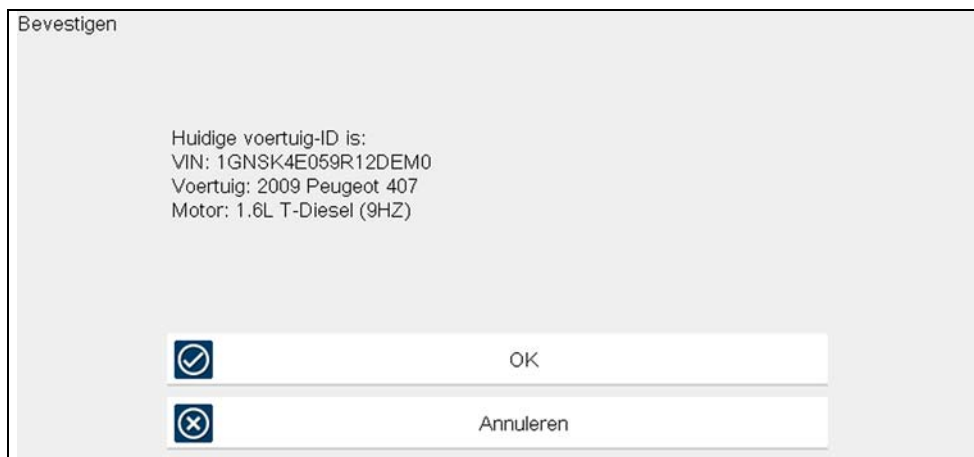 Bevestigen
Huidige voertuig-ID is:
VIN: 1GNSK4E059R12DEM0
Voertuig: 2009 Peugeot 407
Motor: 1.6L T-Diesel (9HZ)
OK
Annuleren